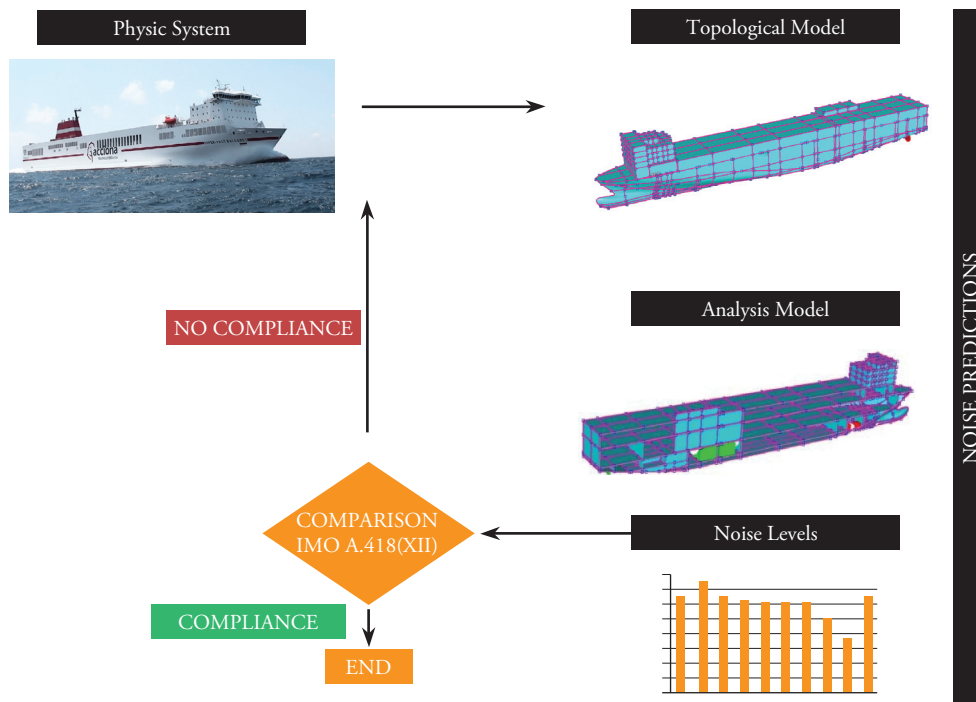 Physic System
Topological Model
acciona
NO COMPLIANCE
Analysis Model
NOISE PREDICTIONS
COMPARISON
IMO A.418(XII)
Noise Levels
COMPLIANCE
END